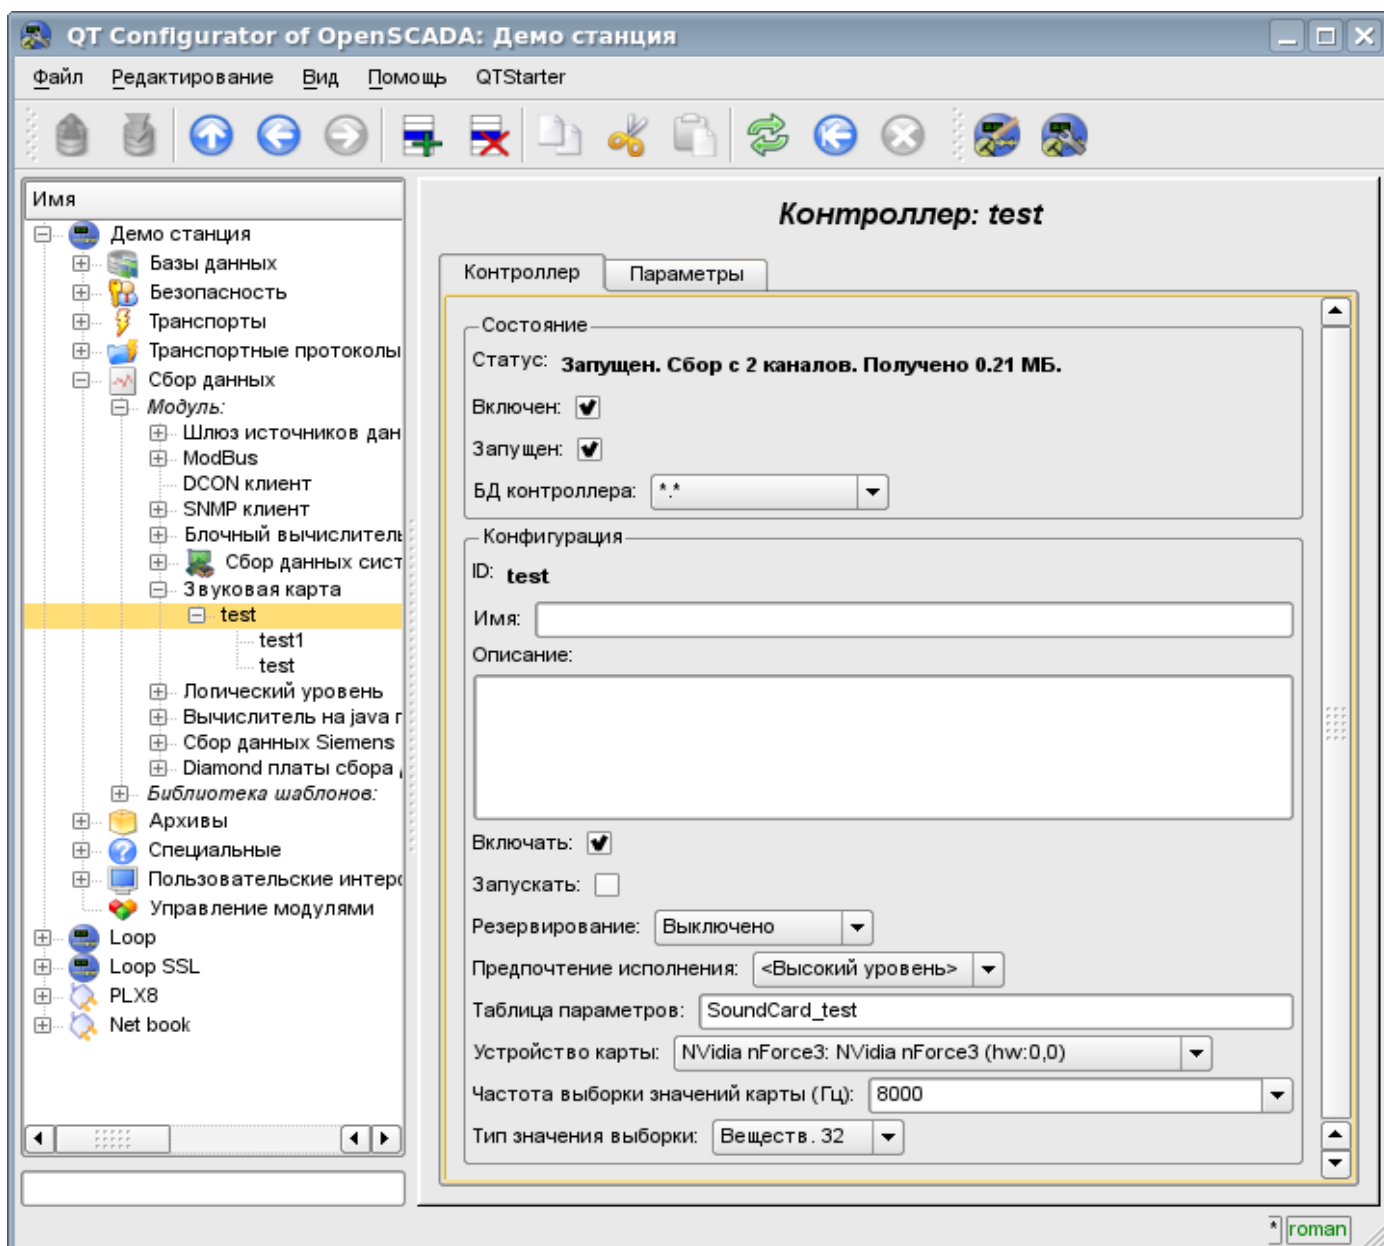 QT Configurator of OpenSCADA: Демо станция
Файл Редактирование Вид Помощь QTStarter
Имя
Демо станция
Базы данных
Безопасность
Транспорты
Транспортные протоколы
Сбор данных
Модуль:
Шлюз источников дан
ModBus
DCON клиент
SNMP клиент
Блочный вычислитель
Сбор данных сист
Звуковая карта
test
test1
test
Логический уровень
Вычислитель на java
Сбор данных Siemens
Diamond платы сбора
Библиотека шаблонов:
Архивы
Специальные
Пользовательские интер
Управление модулями
Loop
Loop SSL
PLX8
Net book
Контроллер: test
Контроллер Параметры
Состояние
Статус: Запущен. Сбор с 2 каналов. Получено 0.21 МБ.
Включен:
Запущен:
БД контроллера: *.*
Конфигурация
ID: test
Имя:
Описание:
Включать:
Запускать:
Резервирование: Выключено
Предпочтение исполнения: <Высокий уровень>
Таблица параметров: SoundCard_test
Устройство карты: NVidia nForce3: NVidia nForce3 (hw:0,0)
Частота выборки значений карты (Гц): 8000
Тип значения выборки: Веществ. 32
* roman